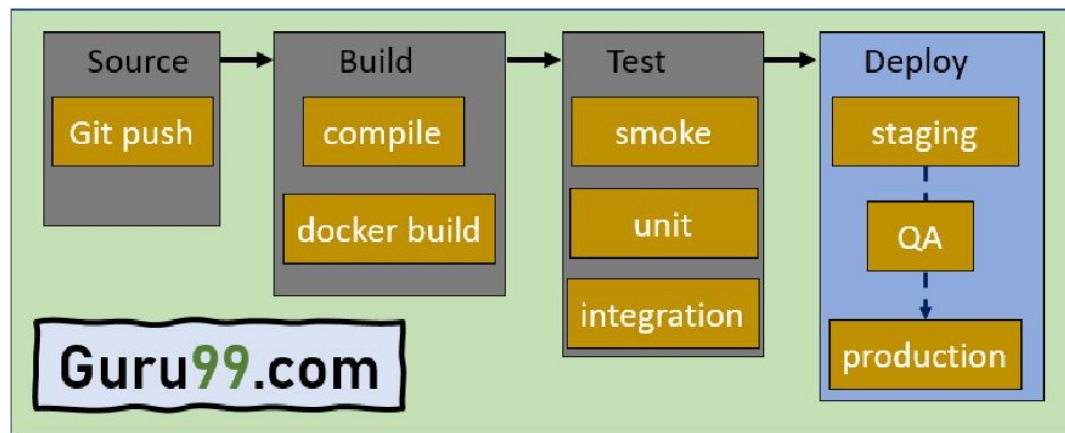 Source
Git push
Build
compile
docker build
Test
smoke
unit
integration
Deploy
staging
QA
production
Guru99.com